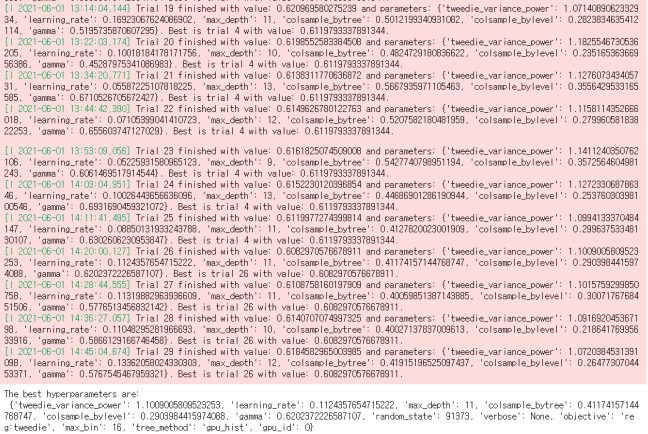 [I 2021-06-01 13:14:04,144] Trial 19 finished with value: 0.620969580275239 and parameters: {'tweedie_variance_power': 1.07140890623329
34, 'learning_rate': 0.16923067624086902, 'max_depth': 11, 'colsample_bytree': 0.5012199340931082, 'colsample_bylevel': 0.2823834635412
114, 'gamma': 0.5195735870607295}. Best is trial 4 with value: 0.6119793337891344.
[I 2021-06-01 13:22:03,174] Trial 20 finished with value: 0.6198552583384508 and parameters: {'tweedie_variance_power': 1.1825546730536
205, 'learning_rate': 0.10018184178171756, 'max_depth': 10, 'colsample_bytree': 0.4824729180836622, 'colsample_bylevel': 0.235165363669
56386, 'gamma': 0.45287975341086983}. Best is trial 4 with value: 0.6119793337891344.
[I 2021-06-01 13:34:20,771] Trial 21 finished with value: 0.6138311770636872 and parameters: {'tweedie_variance_power': 1.1276073434057
31, 'learning_rate': 0.05587225107818225, 'max_depth': 13, 'colsample_bytree': 0.5667935971105463, 'colsample_bylevel': 0.3556429533165
585, 'gamma': 0.6710526705672427}. Best is trial 4 with value: 0.6119793337891344.
[I 2021-06-01 13:44:42,390] Trial 22 finished with value: 0.6149626780122763 and parameters: {'tweedie_variance_power': 1.1158114352666
018, 'learning_rate': 0.07105399041410723, 'max_depth': 12, 'colsample_bytree': 0.5207582180481959, 'colsample_bylevel': 0.279960581838
22253, 'gamma': 0.655603747127029}. Best is trial 4 with value: 0.6119793337891344.
[I 2021-06-01 13:53:09,056] Trial 23 finished with value: 0.6161825074509008 and parameters: {'tweedie_variance_power': 1.1411240350762
106, 'learning_rate': 0.05225931580965123, 'max_depth': 9, 'colsample_bytree': 0.5427740798951194, 'colsample_bylevel': 0.3572564604981
243, 'gamma': 0.6061469517914544}. Best is trial 4 with value: 0.6119793337891344.
[I 2021-06-01 14:03:04,951] Trial 24 finished with value: 0.6152230120396854 and parameters: {'tweedie_variance_power': 1.1272330687863
46, 'learning_rate': 0.10026443656636096, 'max_depth': 13, 'colsample_bytree': 0.44686901286190944, 'colsample_bylevel': 0.253760303981
00546, 'gamma': 0.6931690459321072}. Best is trial 4 with value: 0.6119793337891344.
[I 2021-06-01 14:11:41,495] Trial 25 finished with value: 0.6119977274399814 and parameters: {'tweedie_variance_power': 1.0994133370484
147, 'learning_rate': 0.08850131933243788, 'max_depth': 11, 'colsample_bytree': 0.4127820023001909, 'colsample_bylevel': 0.299637533481
30107, 'gamma': 0.6302606230953847}. Best is trial 4 with value: 0.6119793337891344.
[I 2021-06-01 14:20:00,127] Trial 26 finished with value: 0.6082970576678911 and parameters: {'tweedie_variance_power': 1.1009005809523
253, 'learning_rate': 0.1124357654715222, 'max_depth': 11, 'colsample_bytree': 0.41174157144768747, 'colsample_bylevel': 0.290398441597
4088, 'gamma': 0.6202372226587107}. Best is trial 26 with value: 0.6082970576678911.
[I 2021-06-01 14:28:44,555] Trial 27 finished with value: 0.6108758160197909 and parameters: {'tweedie_variance_power': 1.1015759299850
758, 'learning_rate': 0.11319882963936609, 'max_depth': 11, 'colsample_bytree': 0.40059851387143885, 'colsample_bylevel': 0.30071767684
51506, 'gamma': 0.5776513456832142}. Best is trial 26 with value: 0.6082970576678911.
[I 2021-06-01 14:36:27,057] Trial 28 finished with value: 0.6140707074997325 and parameters: {'tweedie_variance_power': 1.0916920453671
98, 'learning_rate': 0.11048295281966693, 'max_depth': 10, 'colsample_bytree': 0.40027137837009613, 'colsample_bylevel': 0.218641769956
33916, 'gamma': 0.5866129166746458}. Best is trial 26 with value: 0.6082970576678911.
[I 2021-06-01 14:45:04,674] Trial 29 finished with value: 0.6184582965003985 and parameters: {'tweedie_variance_power': 1.0720384531391
098, 'learning_rate': 0.13362058024330303, 'max_depth': 12, 'colsample_bytree': 0.41915196525097437, 'colsample_bylevel': 0.26477307044
53371, 'gamma': 0.5767545467959321}. Best is trial 26 with value: 0.6082970576678911.
The best hyperparameters are:
{'tweedie_variance_power': 1.1009005809523253, 'learning_rate': 0.1124357654715222, 'max_depth': 11, 'colsample_bytree': 0.41174157144
768747, 'colsample_bylevel': 0.2903984415974088, 'gamma': 0.6202372226587107, 'random_state': 91373, 'verbose': None, 'objective': 're
g:tweedie', 'max_bin': 16, 'tree_method': 'gpu_hist', 'gpu_id': 0}